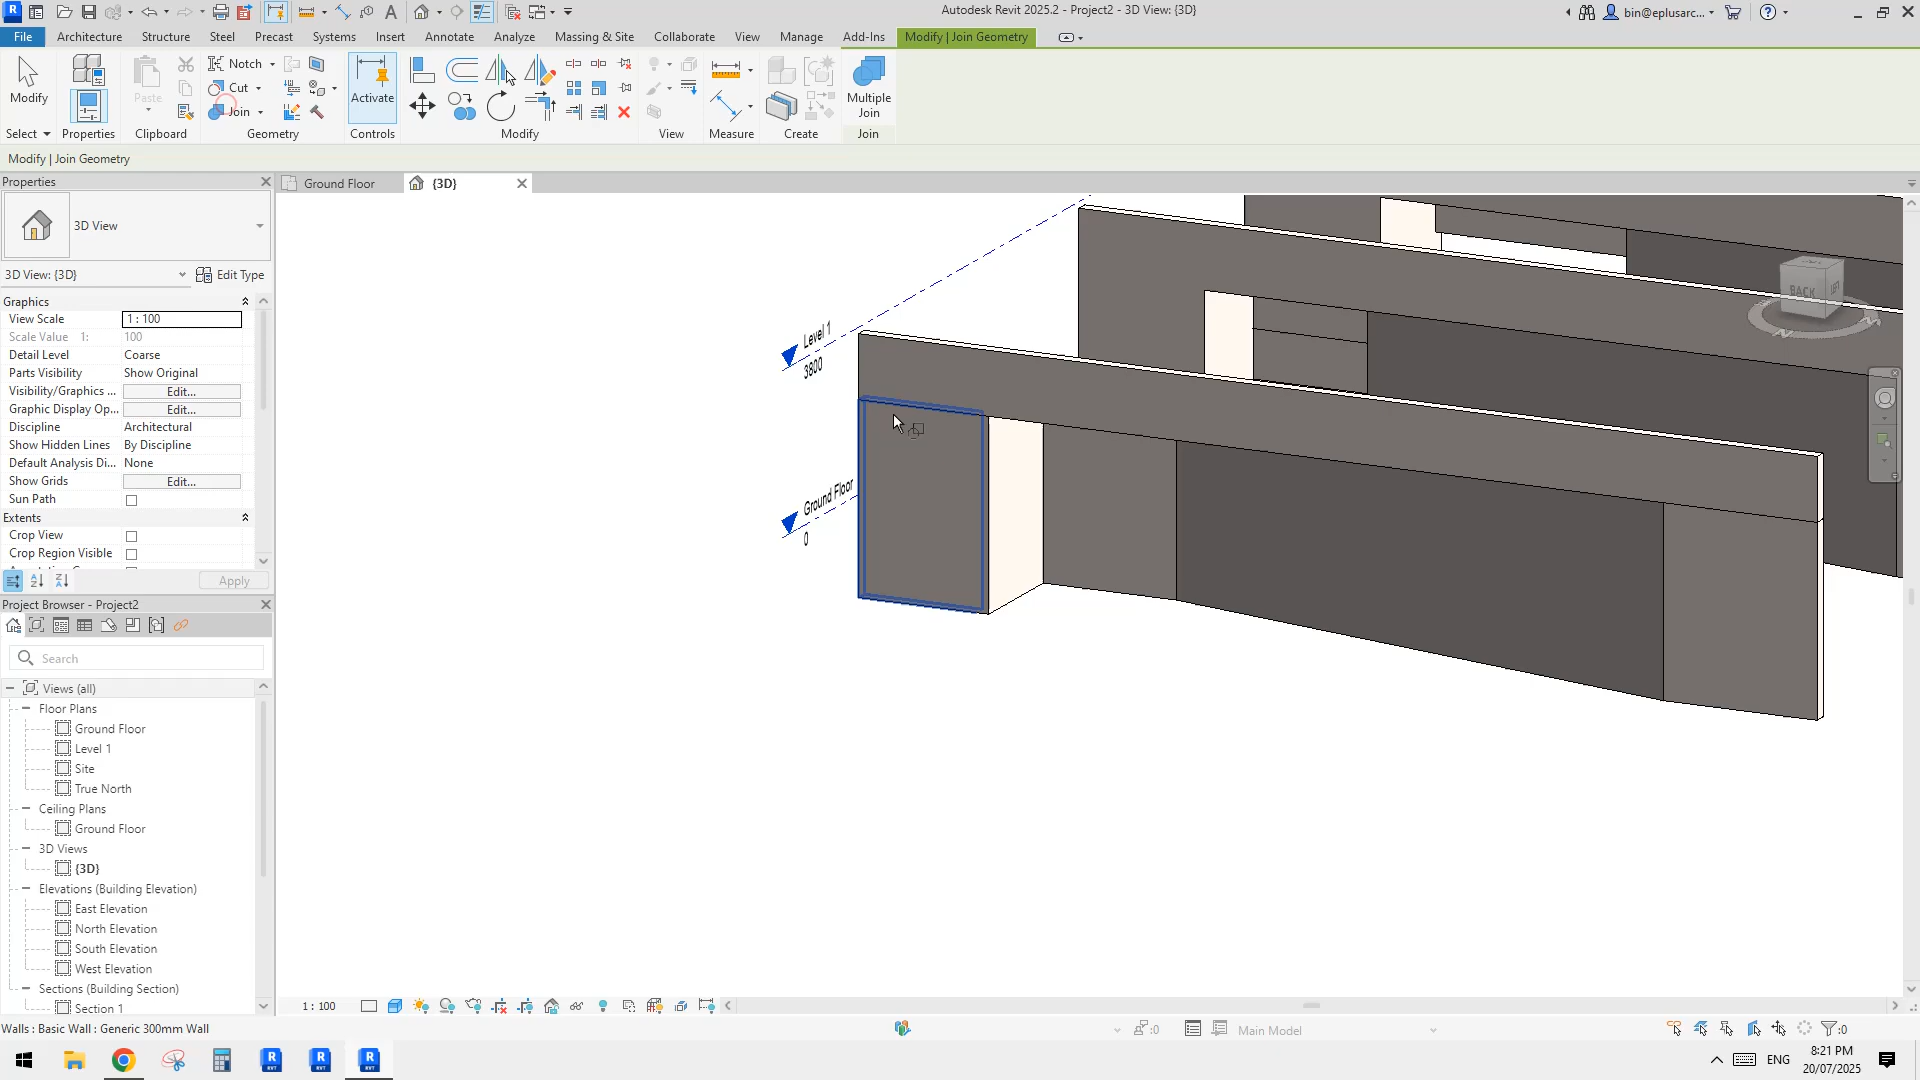 Autodesk Revit 2025.2 - Project2 - 3D View: {3D}
bin@eplusarc...
File
Architecture
Structure
Steel
Precast
Systems
Insert
Annotate
Analyze
Massing & Site
Collaborate
View
Manage
Add-Ins
Modify | Join Geometry
Modify
Paste
Notch
Cut
Join
Activate
Multiple
Join
Select
Properties
Clipboard
Geometry
Controls
Modify
View
Measure
Create
Join
Modify | Join Geometry
Properties
Ground Floor
{3D}
3D View
3D View: {3D}
Edit Type
Graphics
View Scale 1 : 100
Scale Value 1: 100
Detail Level Coarse
Parts Visibility Show Original
Visibility/Graphics ... Edit...
Graphic Display Op... Edit...
Discipline Architectural
Show Hidden Lines By Discipline
Default Analysis Di... None
Show Grids Edit...
Sun Path
Extents
Crop View
Crop Region Visible
Apply
Level 1
3800
Ground Floor
0
BACK
Project Browser - Project2
Search
Views (all)
Floor Plans
Ground Floor
Level 1
Site
True North
Ceiling Plans
Ground Floor
3D Views
{3D}
Elevations (Building Elevation)
East Elevation
North Elevation
South Elevation
West Elevation
Sections (Building Section)
Section 1
1 : 100
Walls : Basic Wall : Generic 300mm Wall
:0
Main Model
:0
ENG
8:21 PM
20/07/2025